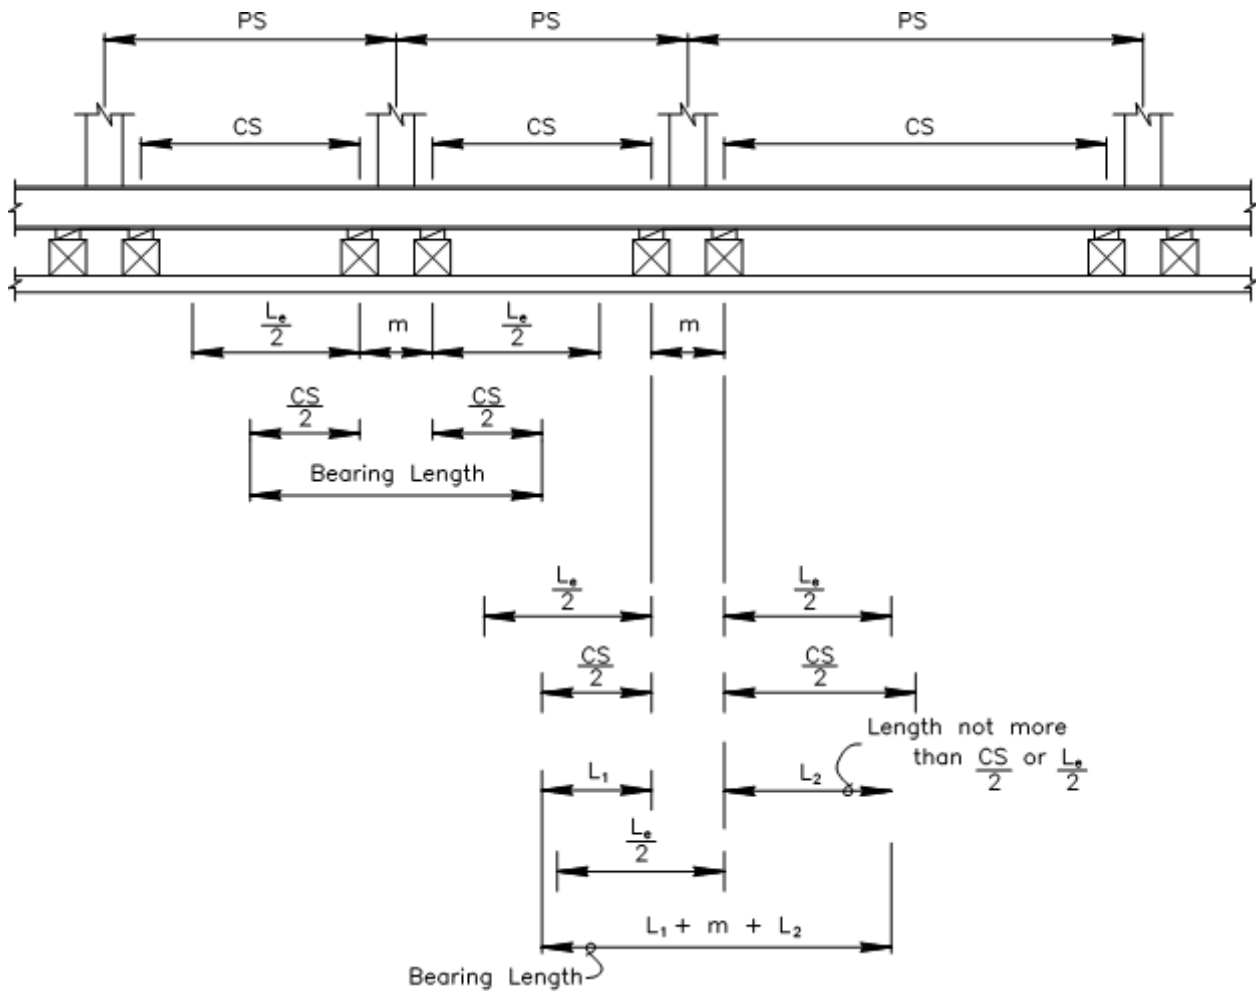 PS PS PS
CS CS CS
Lₑ/2 m Lₑ/2 m
CS/2 CS/2
Bearing Length
Lₑ/2 Lₑ/2
CS/2 CS/2
Length not more
than CS/2 or Lₑ/2
L₁ L₂
Lₑ/2
L₁ + m + L₂
Bearing Length